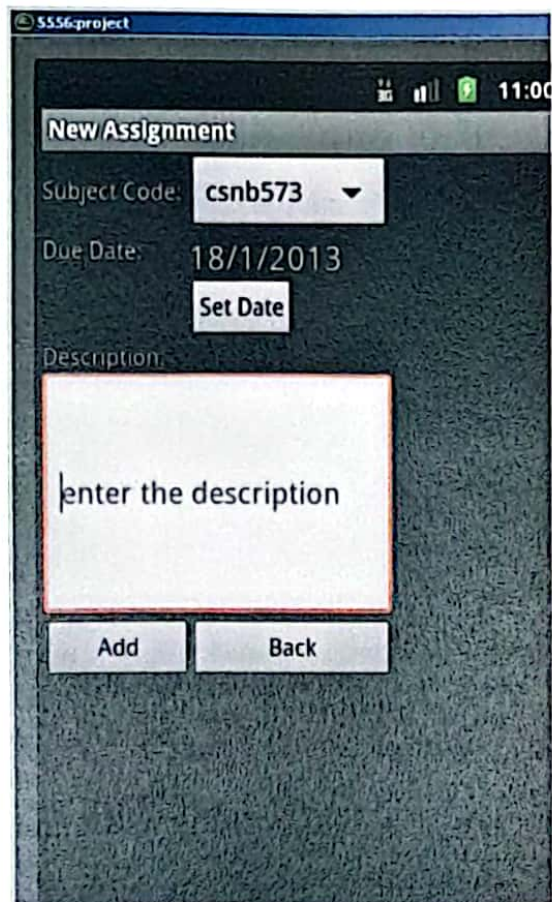 5556:project
3G 11:00
New Assignment
Subject Code: csnb573
Due Date: 18/1/2013
Set Date
Description:
enter the description
Add Back